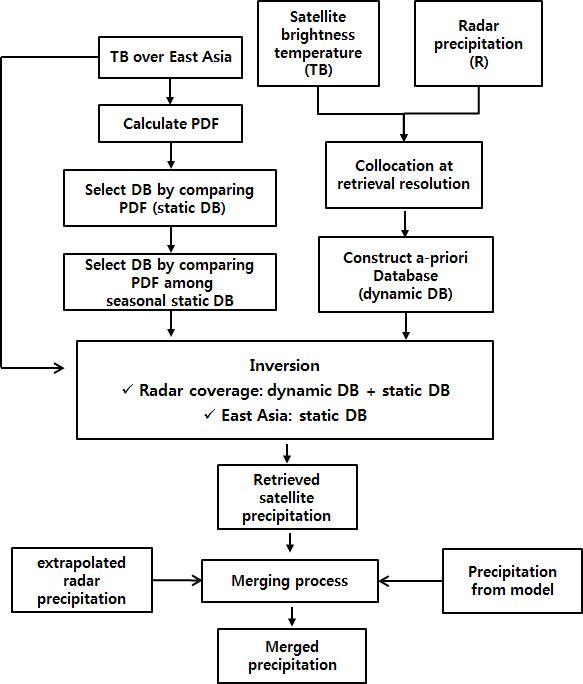 TB over East Asia
Satellite
brightness
temperature
(TB)
Radar
precipitation
(R)
Calculate PDF
Select DB by comparing
PDF (static DB)
Select DB by comparing
PDF among
seasonal static DB
Collocation at
retrieval resolution
Construct a-priori
Database
(dynamic DB)
Inversion
✓ Radar coverage: dynamic DB + static DB
✓ East Asia: static DB
Retrieved
satellite
precipitation
extrapolated
radar
precipitation
Merging process
Precipitation
from model
Merged
precipitation